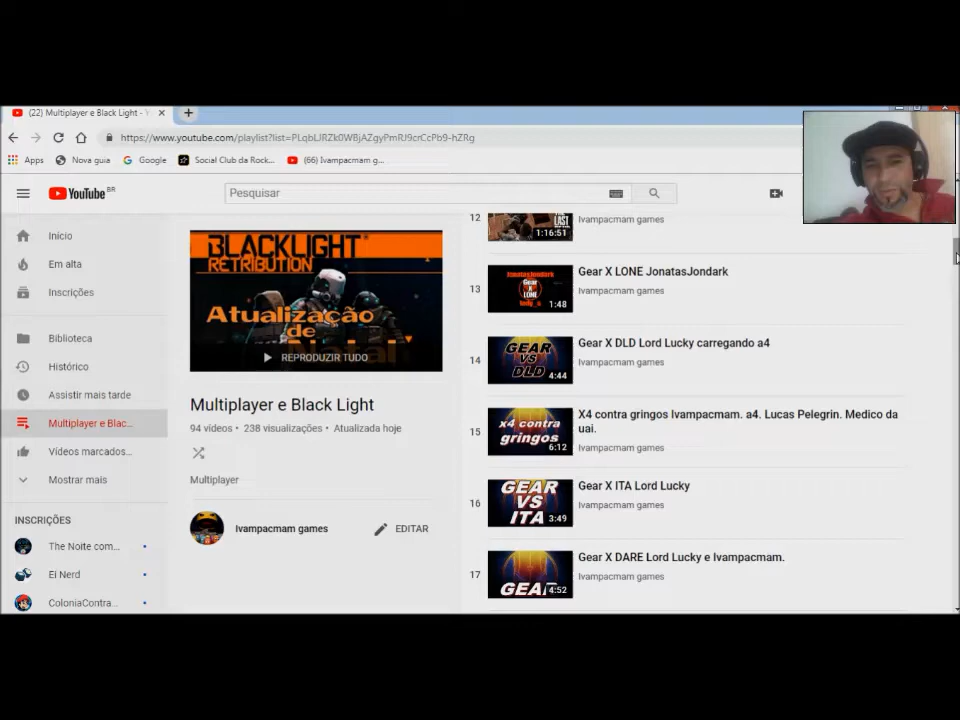 (22) Multiplayer e Black Light -
https://www.youtube.com/playlist?list=PLqbLJRZk0WBjAZgyPmRJ9crCcPb9-hZRg
Apps
Nova guia
Google
Social Club da Rock...
(66) Ivampacmam g...
YouTube BR
Pesquisar
Início
Em alta
Inscrições
Biblioteca
Histórico
Assistir mais tarde
Multiplayer e Blac...
Vídeos marcados...
Mostrar mais
INSCRIÇÕES
The Noite com...
Ei Nerd
ColoniaContra...
BLACKLIGHT
RETRIBUTION
Atualização
de
REPRODUZIR TUDO
Multiplayer e Black Light
94 vídeos • 238 visualizações • Atualizada hoje
Multiplayer
Ivampacmam games
EDITAR
12
THE
LAST
1:16:51
Ivampacmam games
13
JonatasJondark
Gear
X
LONE
1:48
Gear X LONE JonatasJondark
Ivampacmam games
14
GEAR
VS
DLD
4:44
Gear X DLD Lord Lucky carregando a4
Ivampacmam games
15
x4 contra
gringos
6:12
X4 contra gringos Ivampacmam. a4. Lucas Pelegrin. Medico da
uai.
Ivampacmam games
16
GEAR
VS
ITA
3:49
Gear X ITA Lord Lucky
Ivampacmam games
17
GEAR
4:52
Gear X DARE Lord Lucky e Ivampacmam.
Ivampacmam games